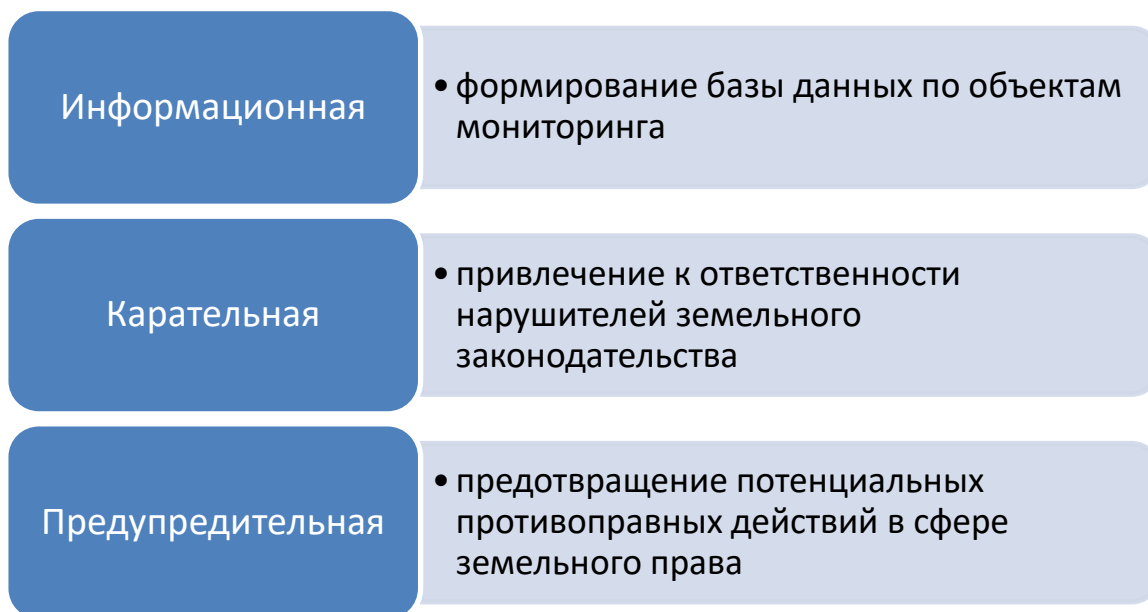 Информационная
• формирование базы данных по объектам
мониторинга
Карательная
• привлечение к ответственности
нарушителей земельного
законодательства
Предупредительная
• предотвращение потенциальных
противоправных действий в сфере
земельного права